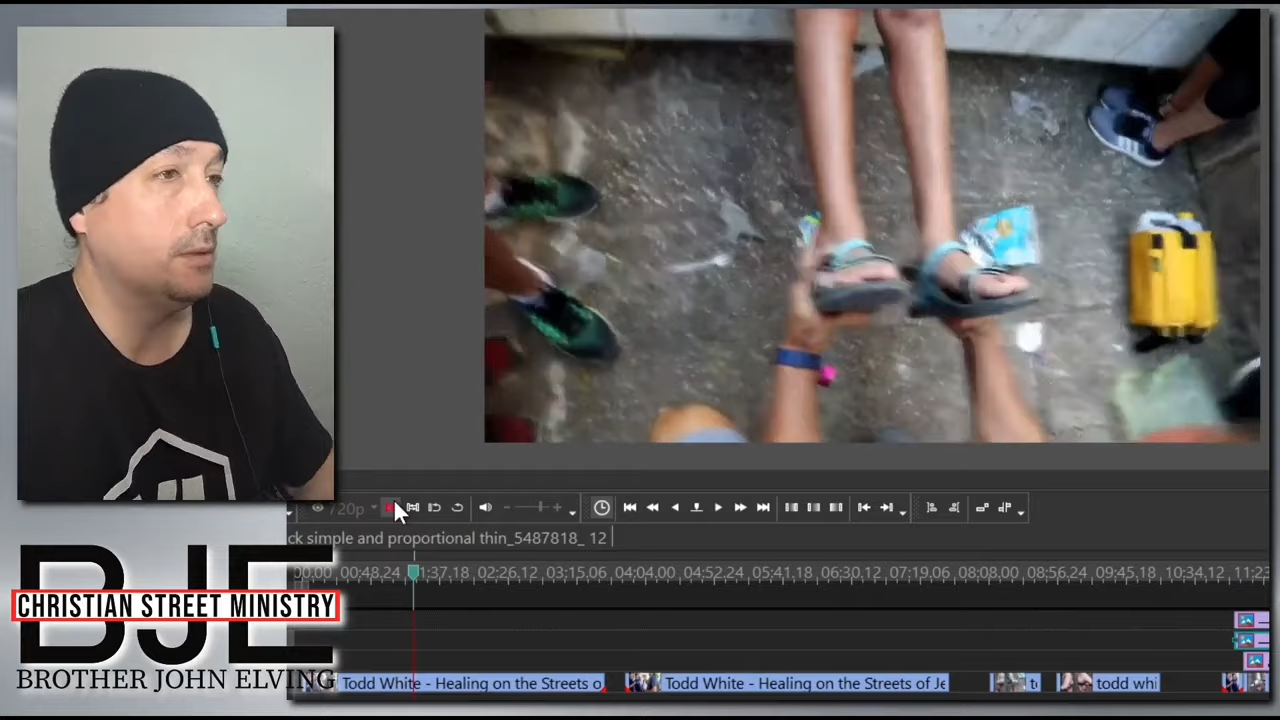 720p
ck simple and proportional thin_5487818_ 12
00:00 00:48.24 1:37.18 02:26.12 03:15.06 04:04.00 04:52.24 05:41.18 06:30.12 07:19.06 08:08.00 08:56.24 09:45.18 10:34.12 11:23
BJE
CHRISTIAN STREET MINISTRY
BROTHER JOHN ELVING
Todd White - Healing on the Streets o
Todd White - Healing on the Streets of Je
t
todd whi